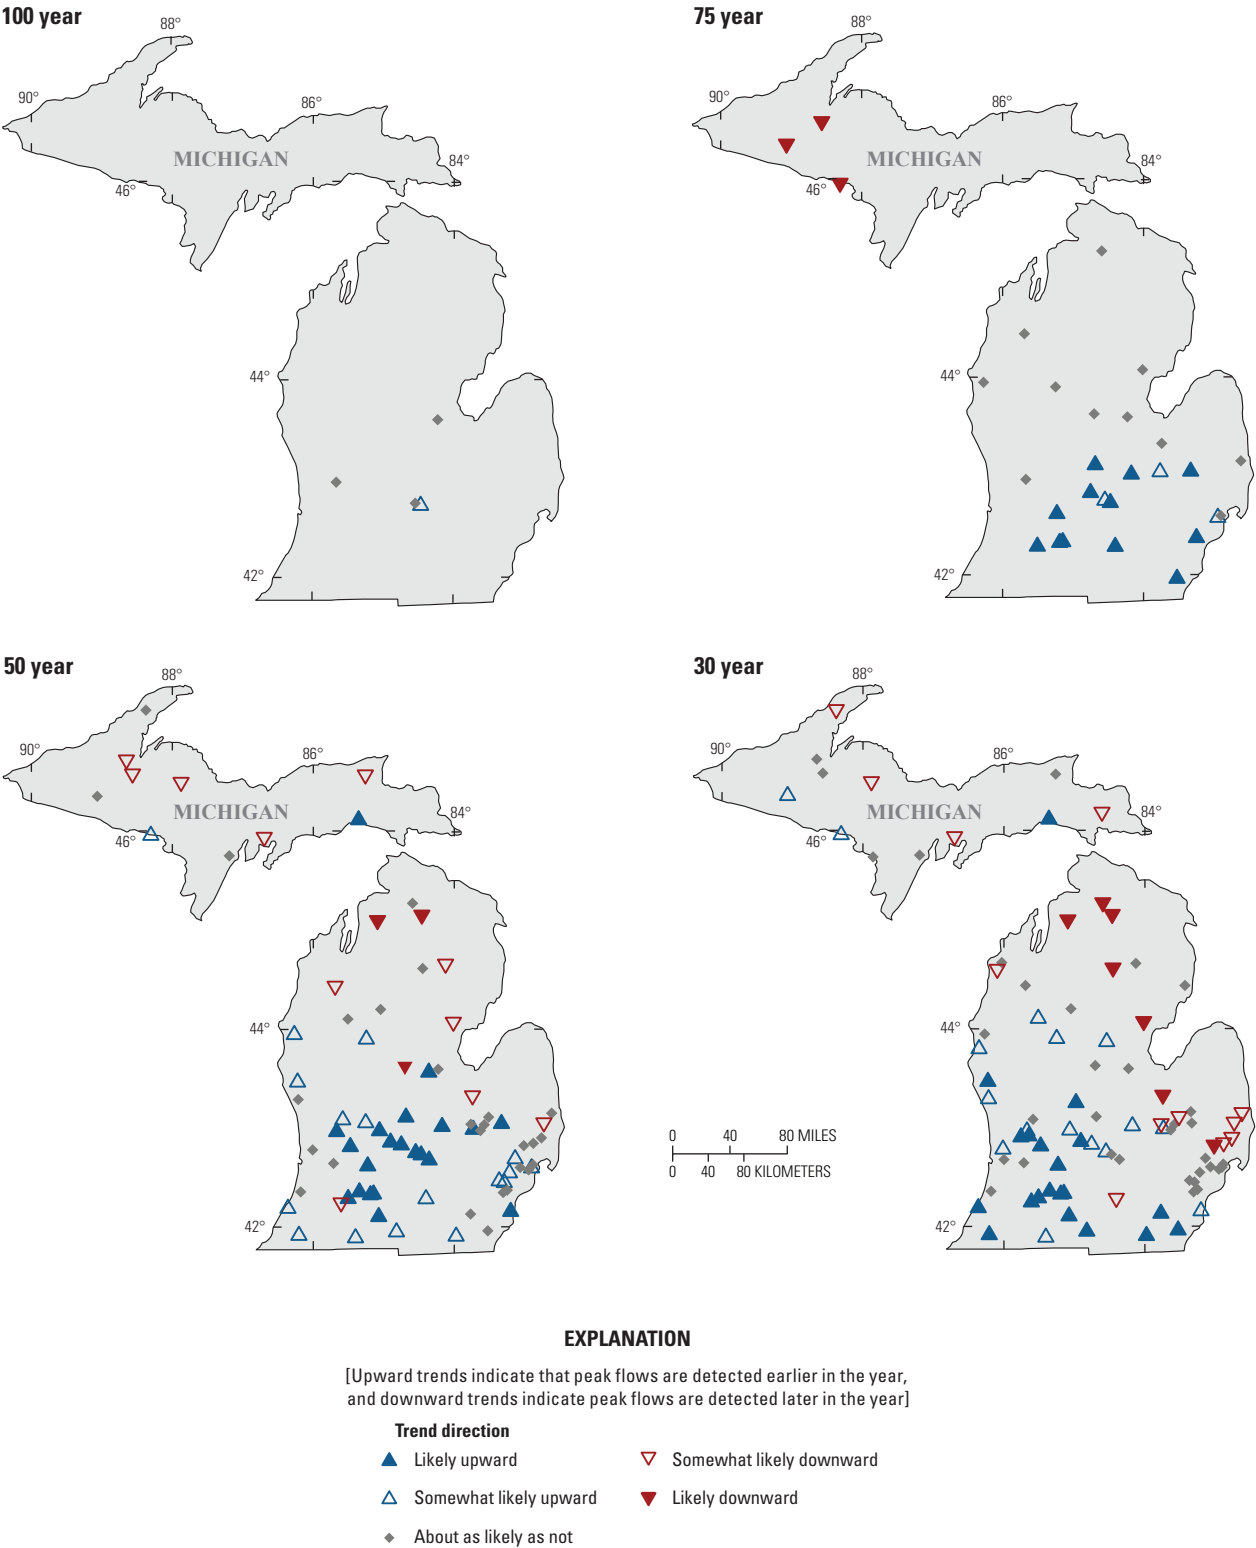 100 year
88°
90°
86°
MICHIGAN
84°
46°
44°
42°
75 year
88°
90°
86°
MICHIGAN
84°
46°
44°
42°
50 year
88°
90°
86°
MICHIGAN
84°
46°
44°
42°
30 year
88°
90°
86°
MICHIGAN
84°
46°
44°
42°
0 40 80 MILES
0 40 80 KILOMETERS
EXPLANATION
[Upward trends indicate that peak flows are detected earlier in the year,
and downward trends indicate peak flows are detected later in the year]
Trend direction
Likely upward
Somewhat likely upward
About as likely as not
Somewhat likely downward
Likely downward